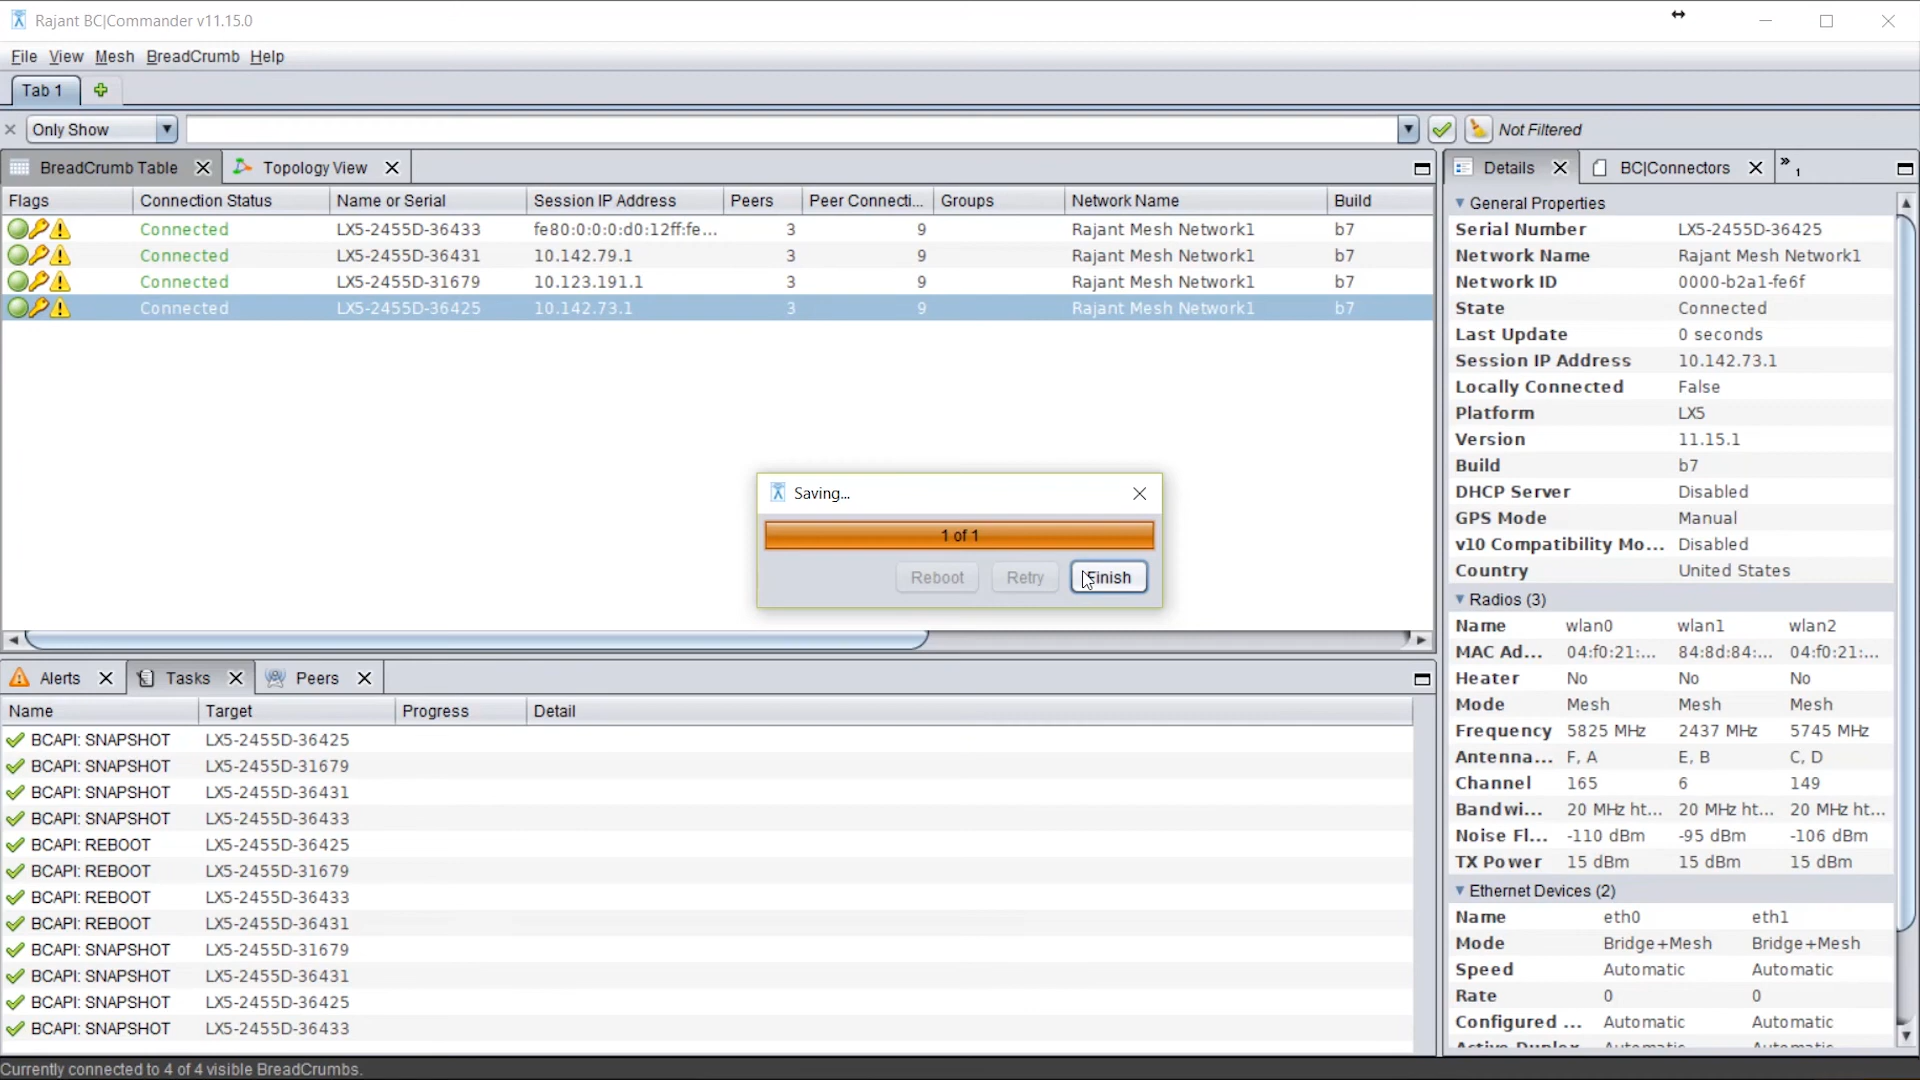 Rajant BC|Commander v11.15.0
File View Mesh BreadCrumb Help
Tab 1
Only Show Not Filtered
BreadCrumb Table Topology View Details BC|Connectors » 1
Flags Connection Status Name or Serial Session IP Address Peers Peer Connecti... Groups Network Name Build
Connected LX5-2455D-36433 fe80:0:0:0:d0:12ff:fe... 3 9 Rajant Mesh Network1 b7
Connected LX5-2455D-36431 10.142.79.1 3 9 Rajant Mesh Network1 b7
Connected LX5-2455D-31679 10.123.191.1 3 9 Rajant Mesh Network1 b7
Connected LX5-2455D-36425 10.142.73.1 3 9 Rajant Mesh Network1 b7
Saving...
1 of 1
Reboot Retry Finish
Alerts Tasks Peers
Name Target Progress Detail
BCAPI: SNAPSHOT LX5-2455D-36425
BCAPI: SNAPSHOT LX5-2455D-31679
BCAPI: SNAPSHOT LX5-2455D-36431
BCAPI: SNAPSHOT LX5-2455D-36433
BCAPI: REBOOT LX5-2455D-36425
BCAPI: REBOOT LX5-2455D-31679
BCAPI: REBOOT LX5-2455D-36433
BCAPI: REBOOT LX5-2455D-36431
BCAPI: SNAPSHOT LX5-2455D-31679
BCAPI: SNAPSHOT LX5-2455D-36431
BCAPI: SNAPSHOT LX5-2455D-36425
BCAPI: SNAPSHOT LX5-2455D-36433
General Properties
Serial Number LX5-2455D-36425
Network Name Rajant Mesh Network1
Network ID 0000-b2a1-fe6f
State Connected
Last Update 0 seconds
Session IP Address 10.142.73.1
Locally Connected False
Platform LX5
Version 11.15.1
Build b7
DHCP Server Disabled
GPS Mode Manual
v10 Compatibility Mo... Disabled
Country United States
Radios (3)
Name wlan0 wlan1 wlan2
MAC Ad... 04:f0:21:... 84:8d:84:... 04:f0:21:...
Heater No No No
Mode Mesh Mesh Mesh
Frequency 5825 MHz 2437 MHz 5745 MHz
Antenna... F, A E, B C, D
Channel 165 6 149
Bandwi... 20 MHz ht... 20 MHz ht... 20 MHz ht...
Noise Fl... -110 dBm -95 dBm -106 dBm
TX Power 15 dBm 15 dBm 15 dBm
Ethernet Devices (2)
Name eth0 eth1
Mode Bridge+Mesh Bridge+Mesh
Speed Automatic Automatic
Rate 0 0
Configured ... Automatic Automatic
Active Duplex Automatic Automatic
Currently connected to 4 of 4 visible BreadCrumbs.